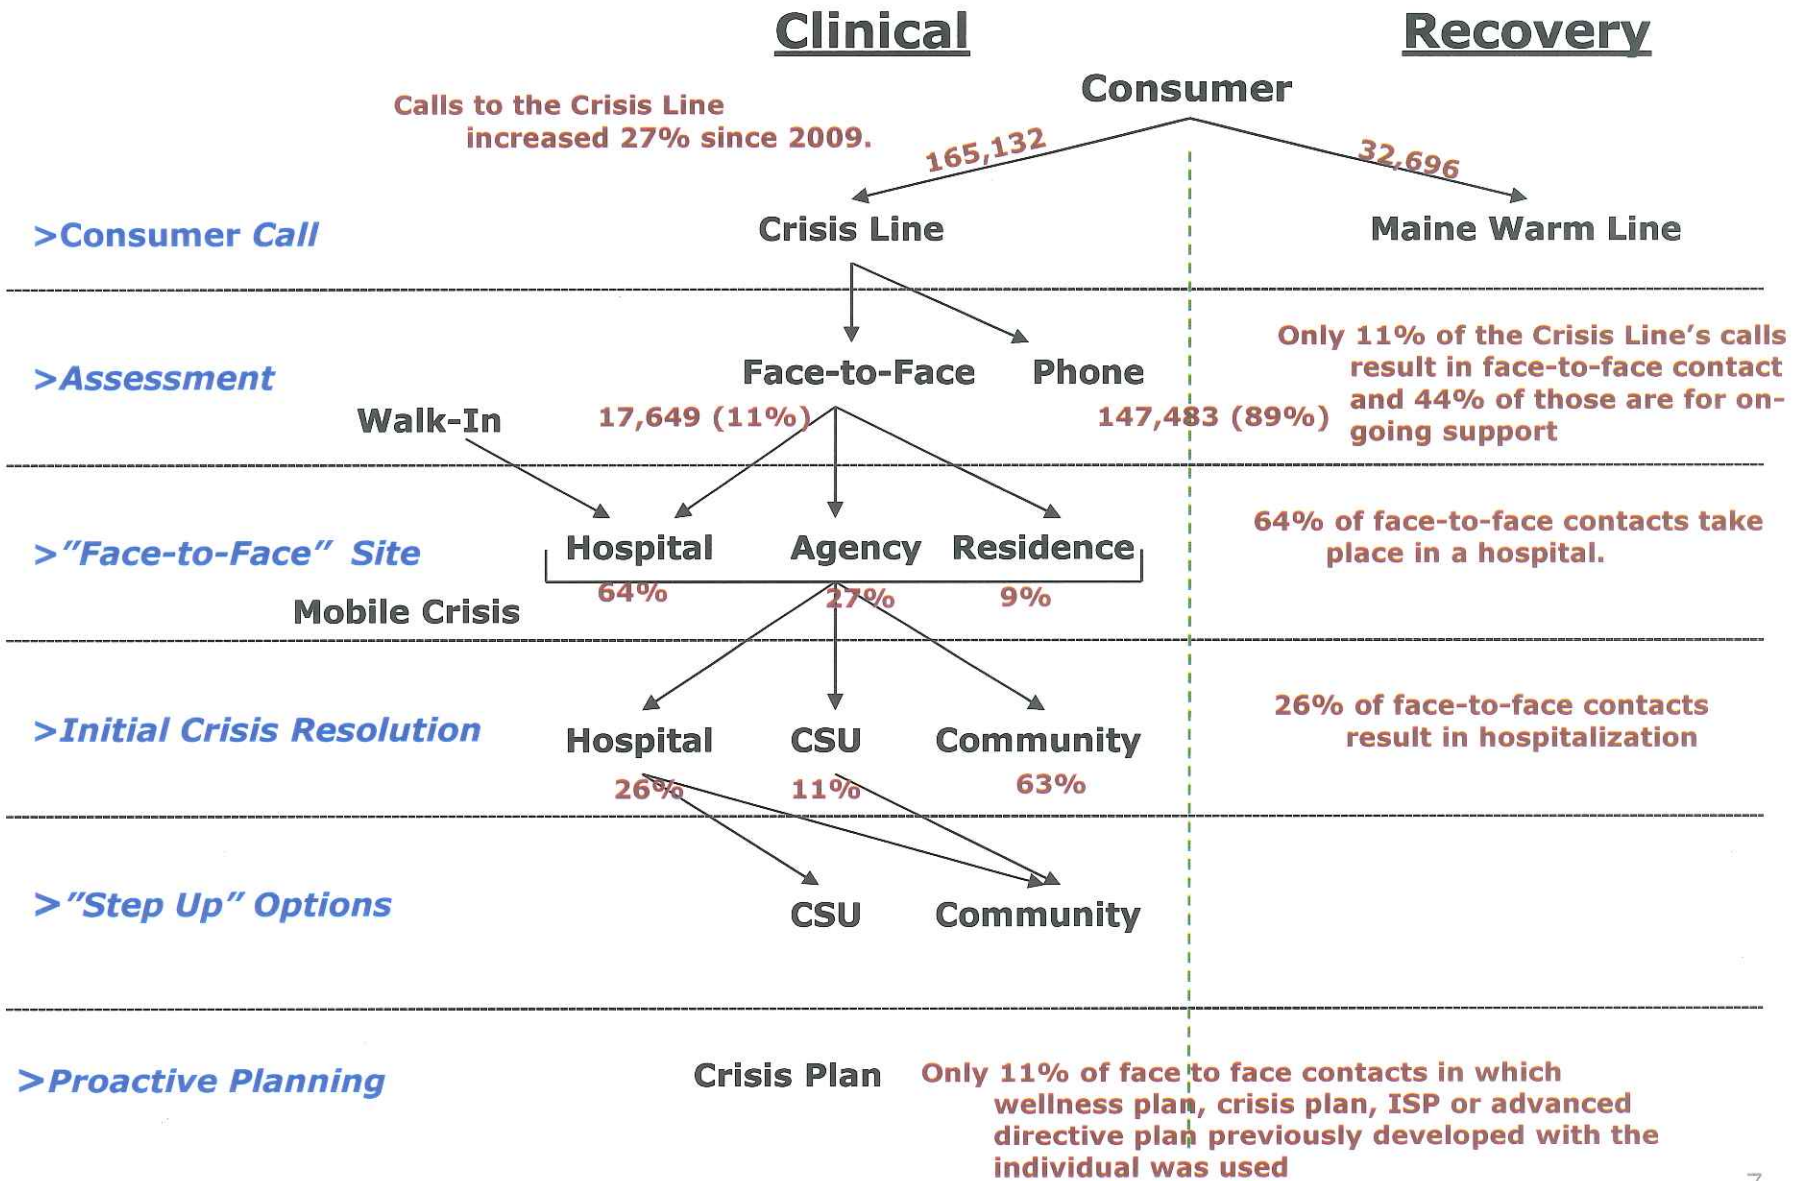 Clinical
Recovery
Consumer
Calls to the Crisis Line
increased 27% since 2009.
165,132
32,696
>Consumer Call
Crisis Line
Maine Warm Line
>Assessment
Face-to-Face
Phone
Only 11% of the Crisis Line’s calls
result in face-to-face contact
and 44% of those are for on-
going support
Walk-In
17,649 (11%)
147,483 (89%)
>”Face-to-Face” Site
Hospital
Agency
Residence
64% of face-to-face contacts take
place in a hospital.
64%
27%
9%
Mobile Crisis
>Initial Crisis Resolution
Hospital
CSU
Community
26% of face-to-face contacts
result in hospitalization
26%
11%
63%
>”Step Up” Options
CSU
Community
>Proactive Planning
Crisis Plan
Only 11% of face to face contacts in which
wellness plan, crisis plan, ISP or advanced
directive plan previously developed with the
individual was used
7